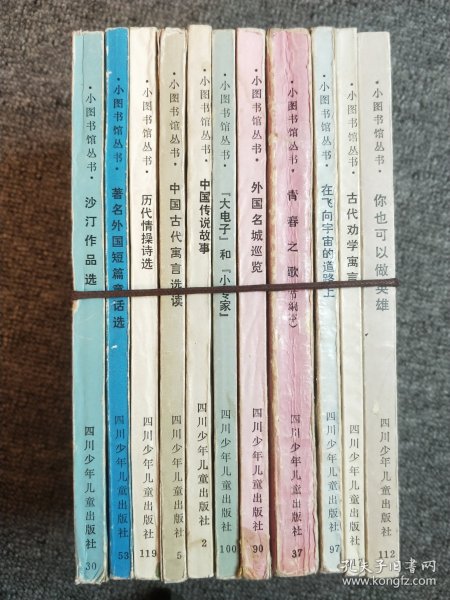 ·小图书馆丛书·
沙汀作品选
四川少年儿童出版社
30
·小图书馆丛书·
著名外国短篇童话选
四川少年儿童出版社
53
·小图书馆丛书·
历代情操诗选
四川少年儿童出版社
119
·小图书馆丛书·
中国古代寓言选读
四川少年儿童出版社
5
·小图书馆丛书·
中国传说故事
四川少年儿童出版社
2
·小图书馆丛书·
『大电子』和『小专家』
四川少年儿童出版社
100
·小图书馆丛书·
外国名城巡览
四川少年儿童出版社
90
·小图书馆丛书·
青春之歌
四川少年儿童出版社
37
·小图书馆丛书·
在飞向宇宙的道路上
四川少年儿童出版社
97
·小图书馆丛书·
古代劝学寓言
四川少年儿童出版社
·小图书馆丛书·
你也可以做英雄
四川少年儿童出版社
112
孔夫子旧书网
kongfz.com